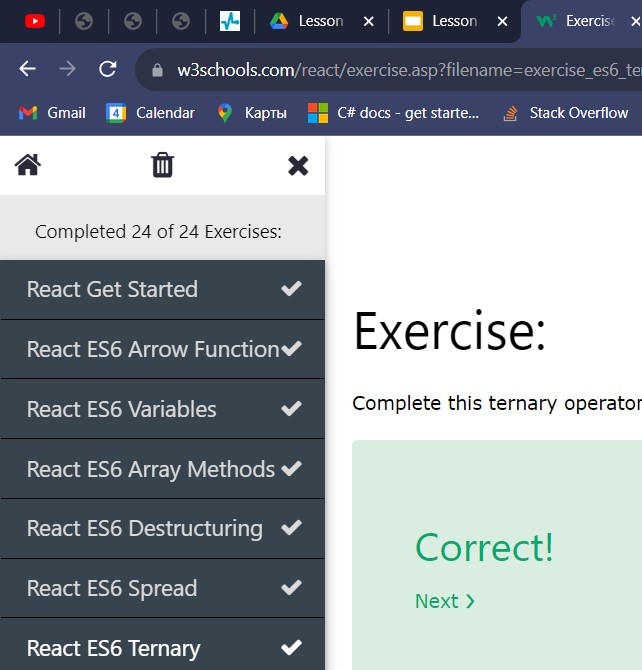 Lesson
Lesson
Exercise
w3schools.com/react/exercise.asp?filename=exercise_es6_te
Gmail
Calendar
Карты
C# docs - get starte...
Stack Overflow
Completed 24 of 24 Exercises:
React Get Started
React ES6 Arrow Function
React ES6 Variables
React ES6 Array Methods
React ES6 Destructuring
React ES6 Spread
React ES6 Ternary
Exercise:
Complete this ternary operator
Correct!
Next ❯